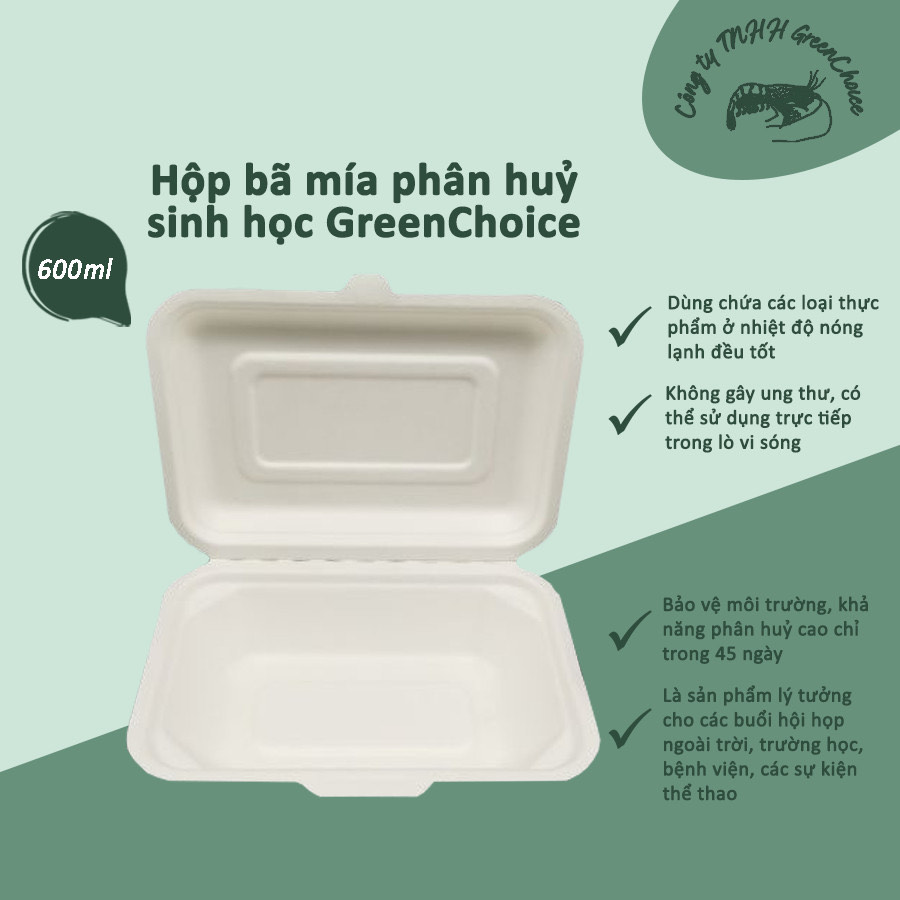 Công ty TNHH GreenChoice
Hộp bã mía phân huỷ
sinh học GreenChoice
600ml
Dùng chứa các loại thực
phẩm ở nhiệt độ nóng
lạnh đều tốt
Không gây ung thư, có
thể sử dụng trực tiếp
trong lò vi sóng
Bảo vệ môi trường, khả
năng phân huỷ cao chỉ
trong 45 ngày
Là sản phẩm lý tưởng
cho các buổi hội họp
ngoài trời, trường học,
bệnh viện, các sự kiện
thể thao